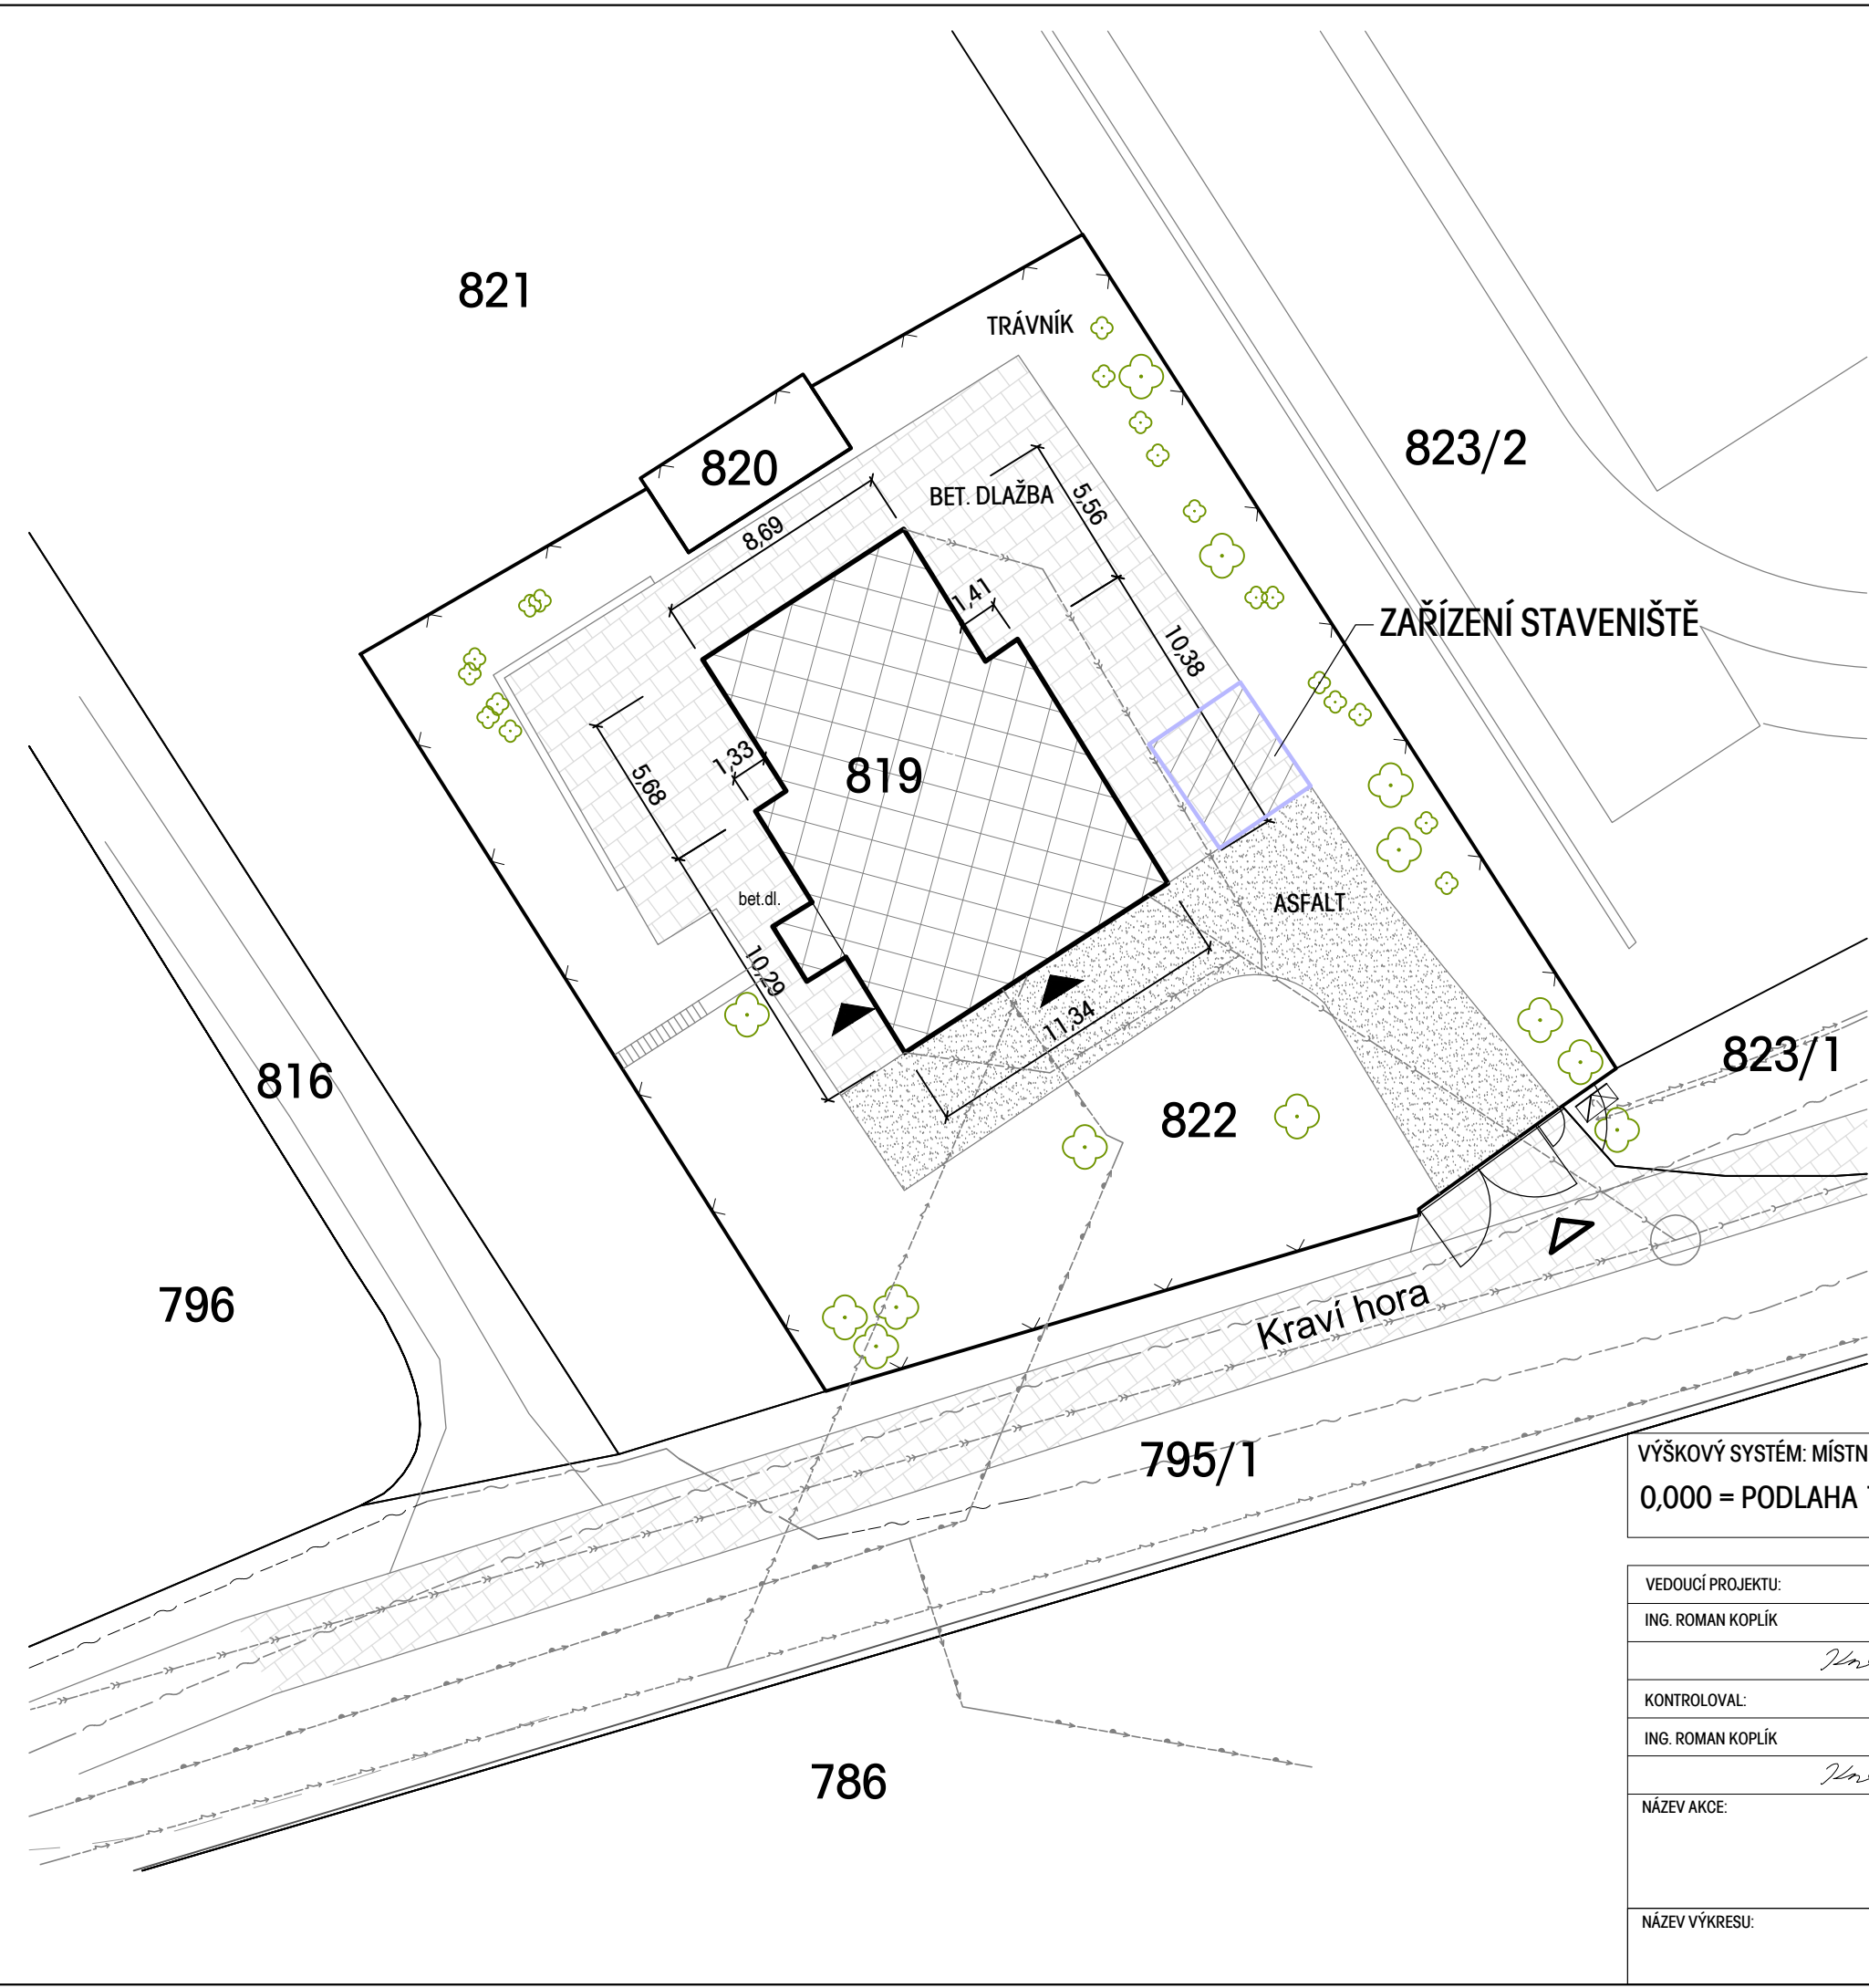 821
TRÁVNÍK
823/2
820
BET. DLAŽBA
5,56
8,69
1,41
ZAŘÍZENÍ STAVENIŠTĚ
10,38
1,33
819
5,68
bet.dl.
ASFALT
10,29
11,34
823/1
816
822
796
Kraví hora
795/1
VÝŠKOVÝ SYSTÉM: MÍSTN
0,000 = PODLAHA
VEDOUCÍ PROJEKTU:
ING. ROMAN KOPLÍK
KONTROLOVAL:
ING. ROMAN KOPLÍK
786
NÁZEV AKCE:
NÁZEV VÝKRESU: